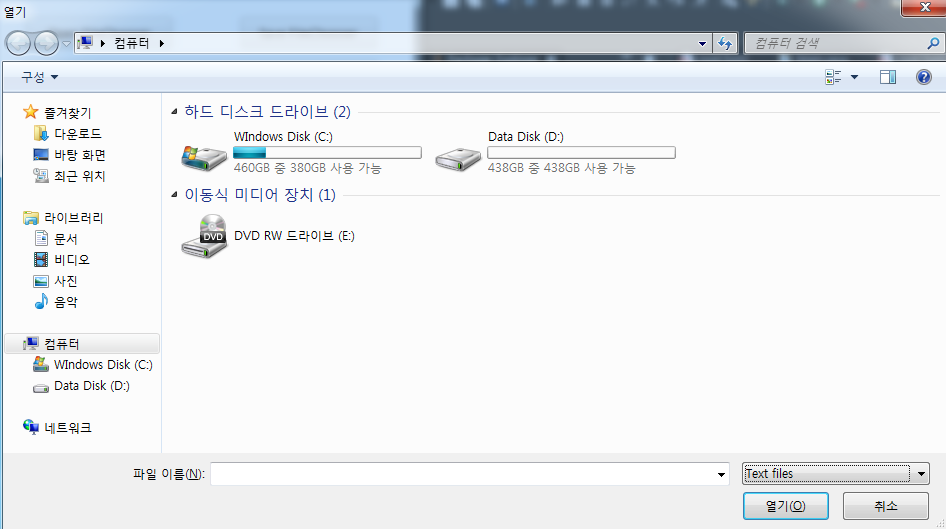 열기
컴퓨터
컴퓨터 검색
구성
즐겨찾기
다운로드
바탕 화면
최근 위치
라이브러리
문서
비디오
사진
음악
컴퓨터
WIndows Disk (C:)
Data Disk (D:)
네트워크
하드 디스크 드라이브 (2)
WIndows Disk (C:)
460GB 중 380GB 사용 가능
Data Disk (D:)
438GB 중 438GB 사용 가능
이동식 미디어 장치 (1)
DVD
DVD RW 드라이브 (E:)
파일 이름(N):
Text files
열기(O)
취소